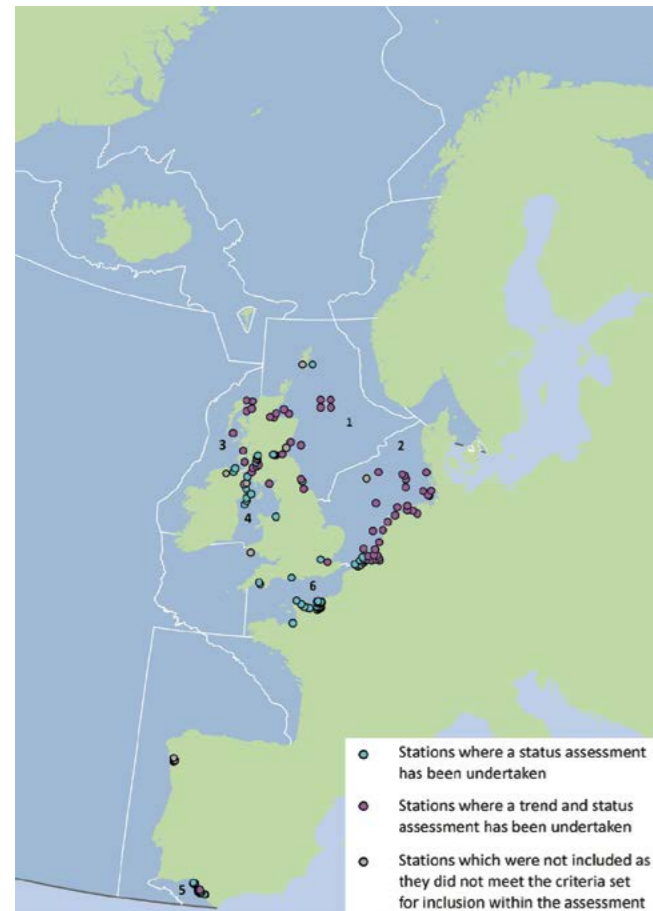 1
2
3
4
6
5
Stations where a status assessment
has been undertaken
Stations where a trend and status
assessment has been undertaken
Stations which were not included as
they did not meet the criteria set
for inclusion within the assessment